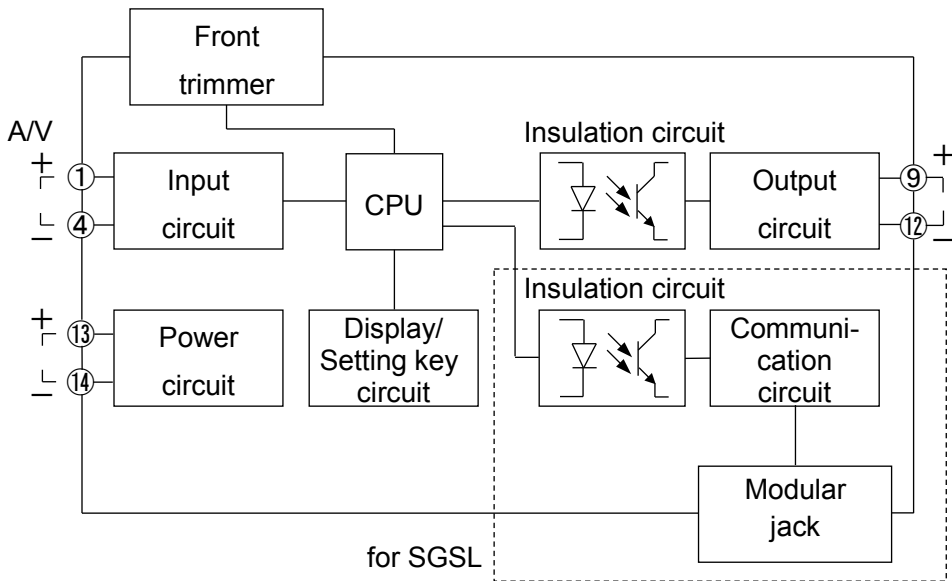 Front
trimmer
A/V
+
①
④
−
Input
circuit
CPU
Insulation circuit
Output
circuit
+
⑨
⑫
−
+
⑬
⑭
−
Power
circuit
Display/
Setting key
circuit
Insulation circuit
Communi-
cation
circuit
Modular
jack
for SGSL